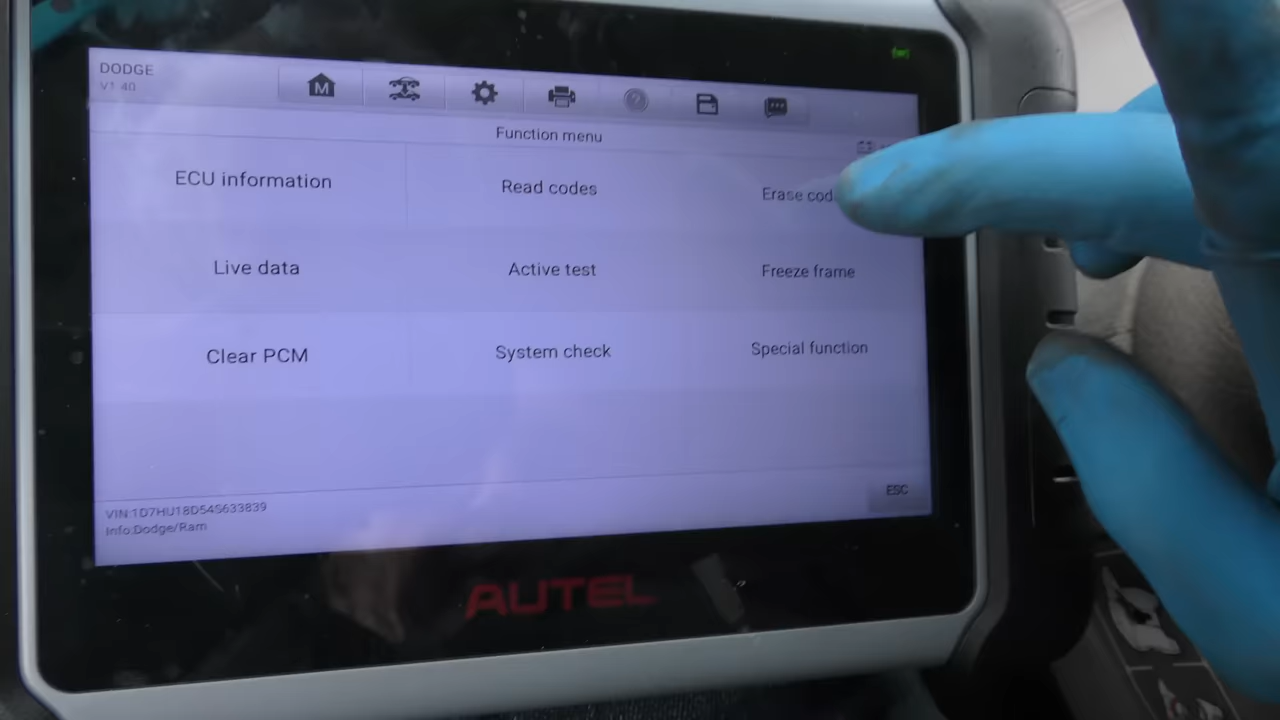 DODGE
V1.40
M
Function menu
ECU information
Read codes
Erase cod
Live data
Active test
Freeze frame
Clear PCM
System check
Special function
VIN:1D7HU18D54S633839
Info:Dodge/Ram
ESC
AUTEL